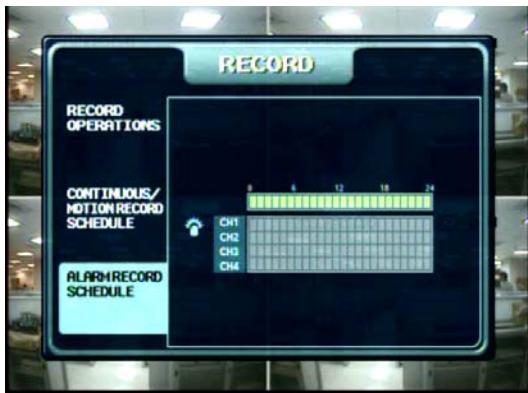 RECORD
RECORD
OPERATIONS
CONTINUOUS/
MOTION RECORD
SCHEDULE
ALARM RECORD
SCHEDULE
0 6 12 18 24
CH1
CH2
CH3
CH4